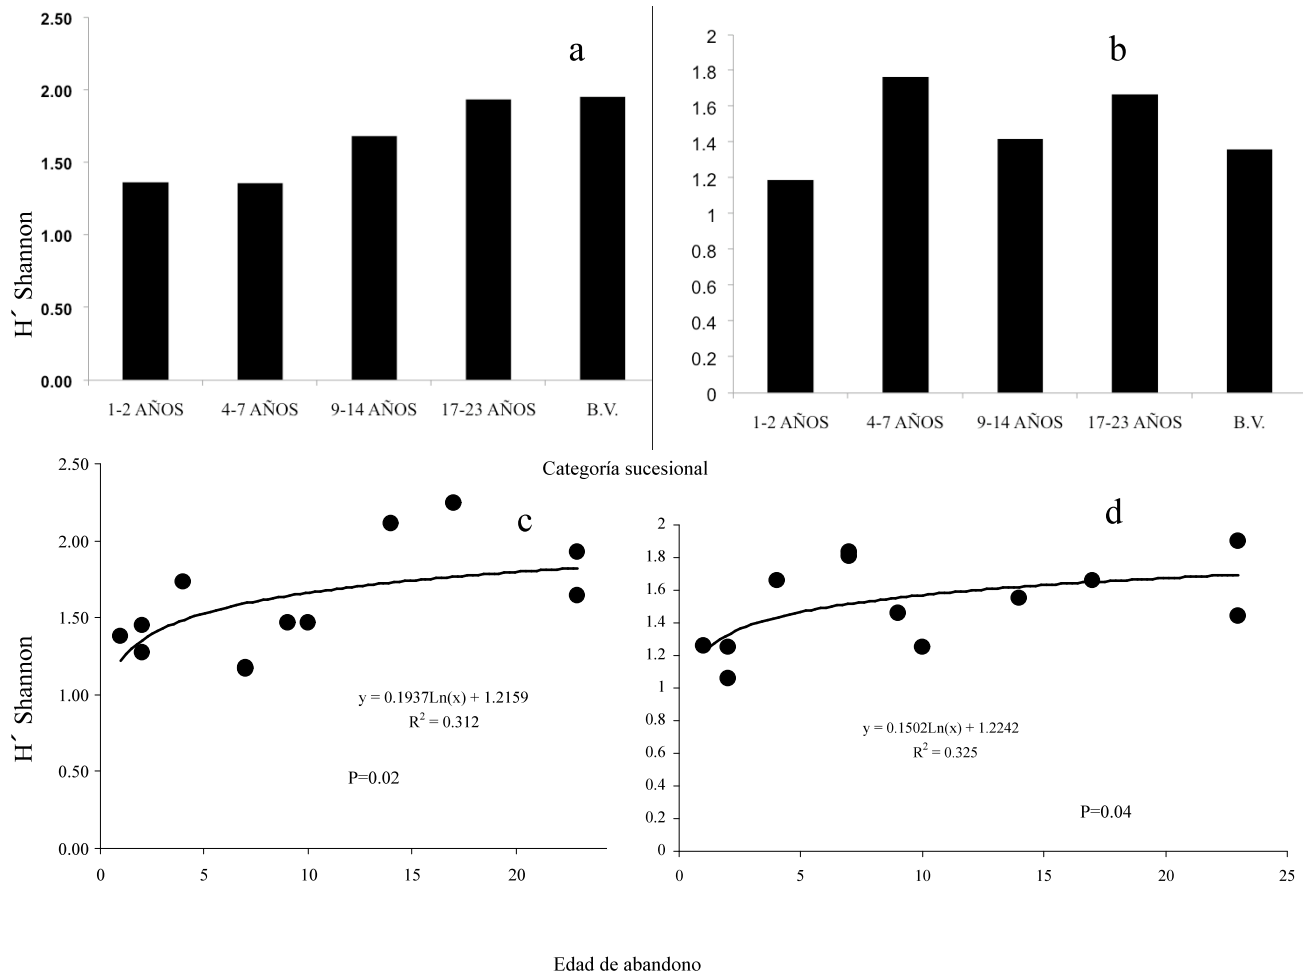 2.50
2.00
1.50
1.00
0.50
0.00
H´ Shannon
a
1-2 AÑOS 4-7 AÑOS 9-14 AÑOS 17-23 AÑOS B.V.
2
1.8
1.6
1.4
1.2
1
0.8
0.6
0.4
0.2
0
b
1-2 AÑOS 4-7 AÑOS 9-14 AÑOS 17-23 AÑOS B.V.
Categoría sucesional
2.50
2.00
1.50
1.00
0.50
0.00
H´ Shannon
c
y = 0.1937Ln(x) + 1.2159
R² = 0.312
P=0.02
0 5 10 15 20
2
1.8
1.6
1.4
1.2
1
0.8
0.6
0.4
0.2
0
d
y = 0.1502Ln(x) + 1.2242
R² = 0.325
P=0.04
0 5 10 15 20 25
Edad de abandono